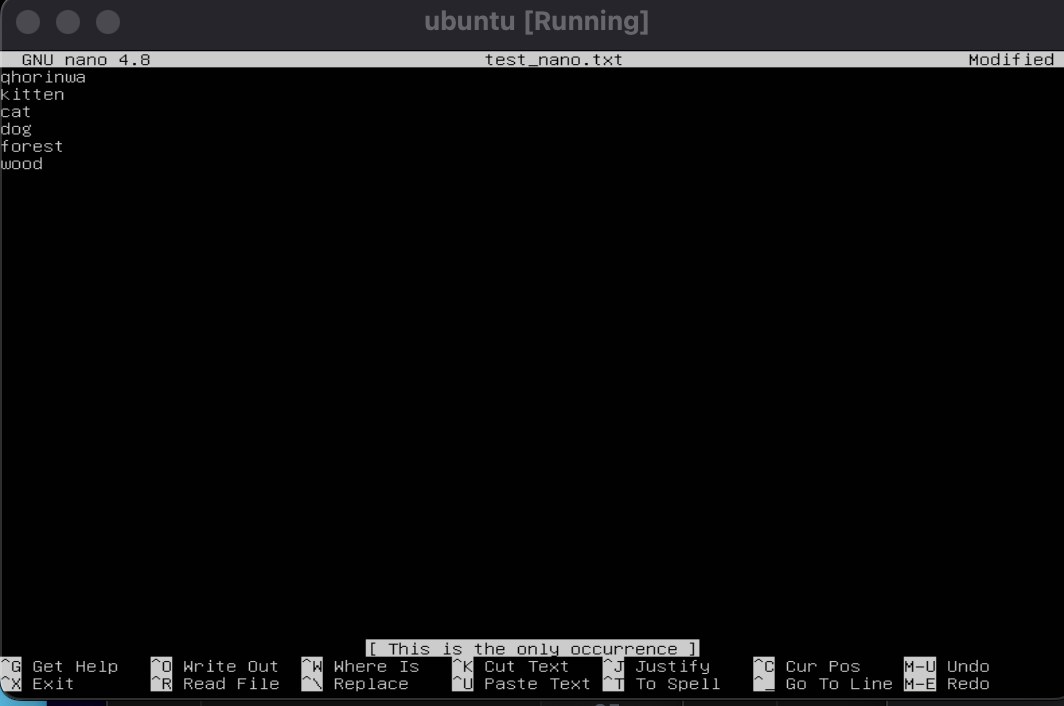 ubuntu [Running]
GNU nano 4.8 test_nano.txt Modified
qhorinwa
kitten
cat
dog
forest
wood
[ This is the only occurrence ]
^G Get Help ^O Write Out ^W Where Is ^K Cut Text ^J Justify ^C Cur Pos M-U Undo
^X Exit ^R Read File ^\ Replace ^U Paste Text ^T To Spell ^_ Go To Line M-E Redo